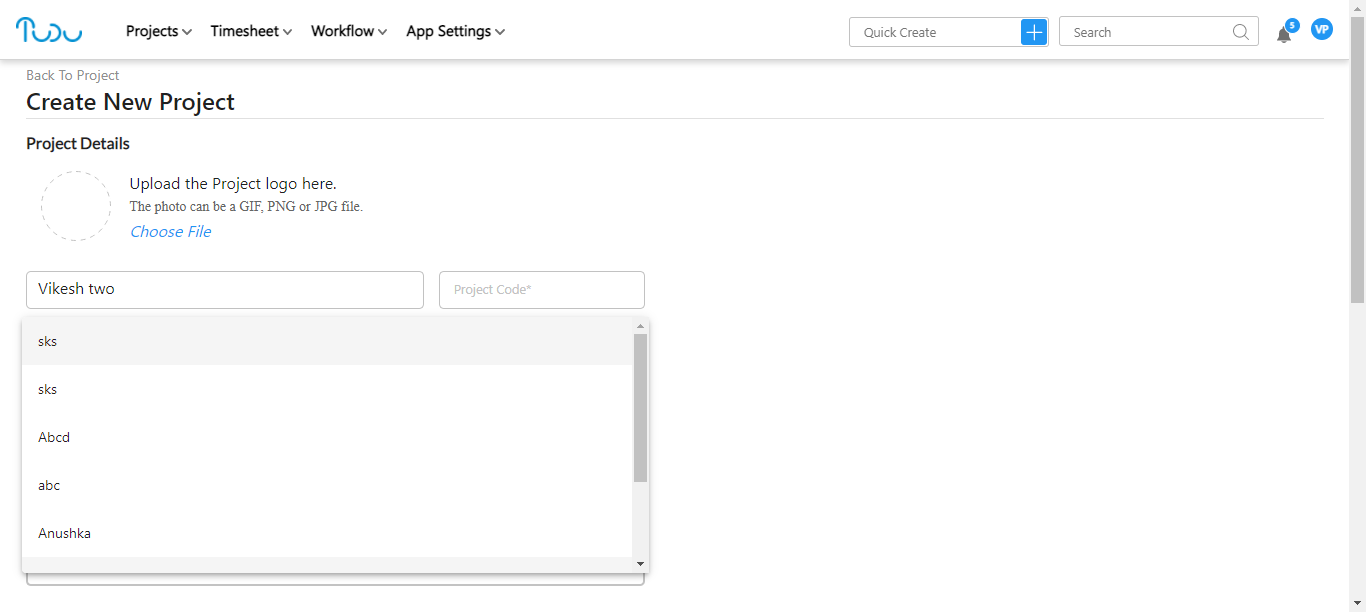 Tudu
Projects Timesheet Workflow App Settings Quick Create Search 5 VP
Back To Project
Create New Project
Project Details
Upload the Project logo here.
The photo can be a GIF, PNG or JPG file.
Choose File
Vikesh two Project Code*
sks
sks
Abcd
abc
Anushka